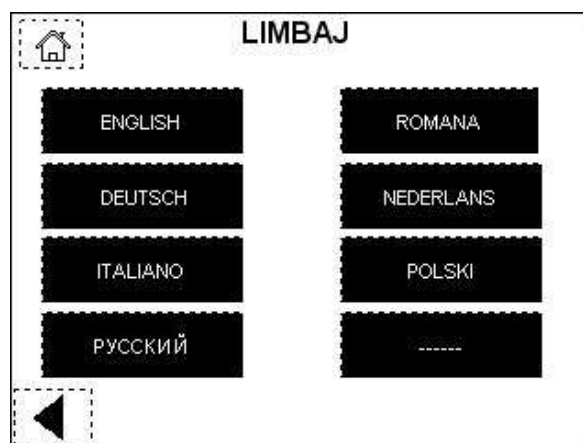 LIMBAJ
ENGLISH
ROMANA
DEUTSCH
NEDERLANS
ITALIANO
POLSKI
РУССКИЙ
------